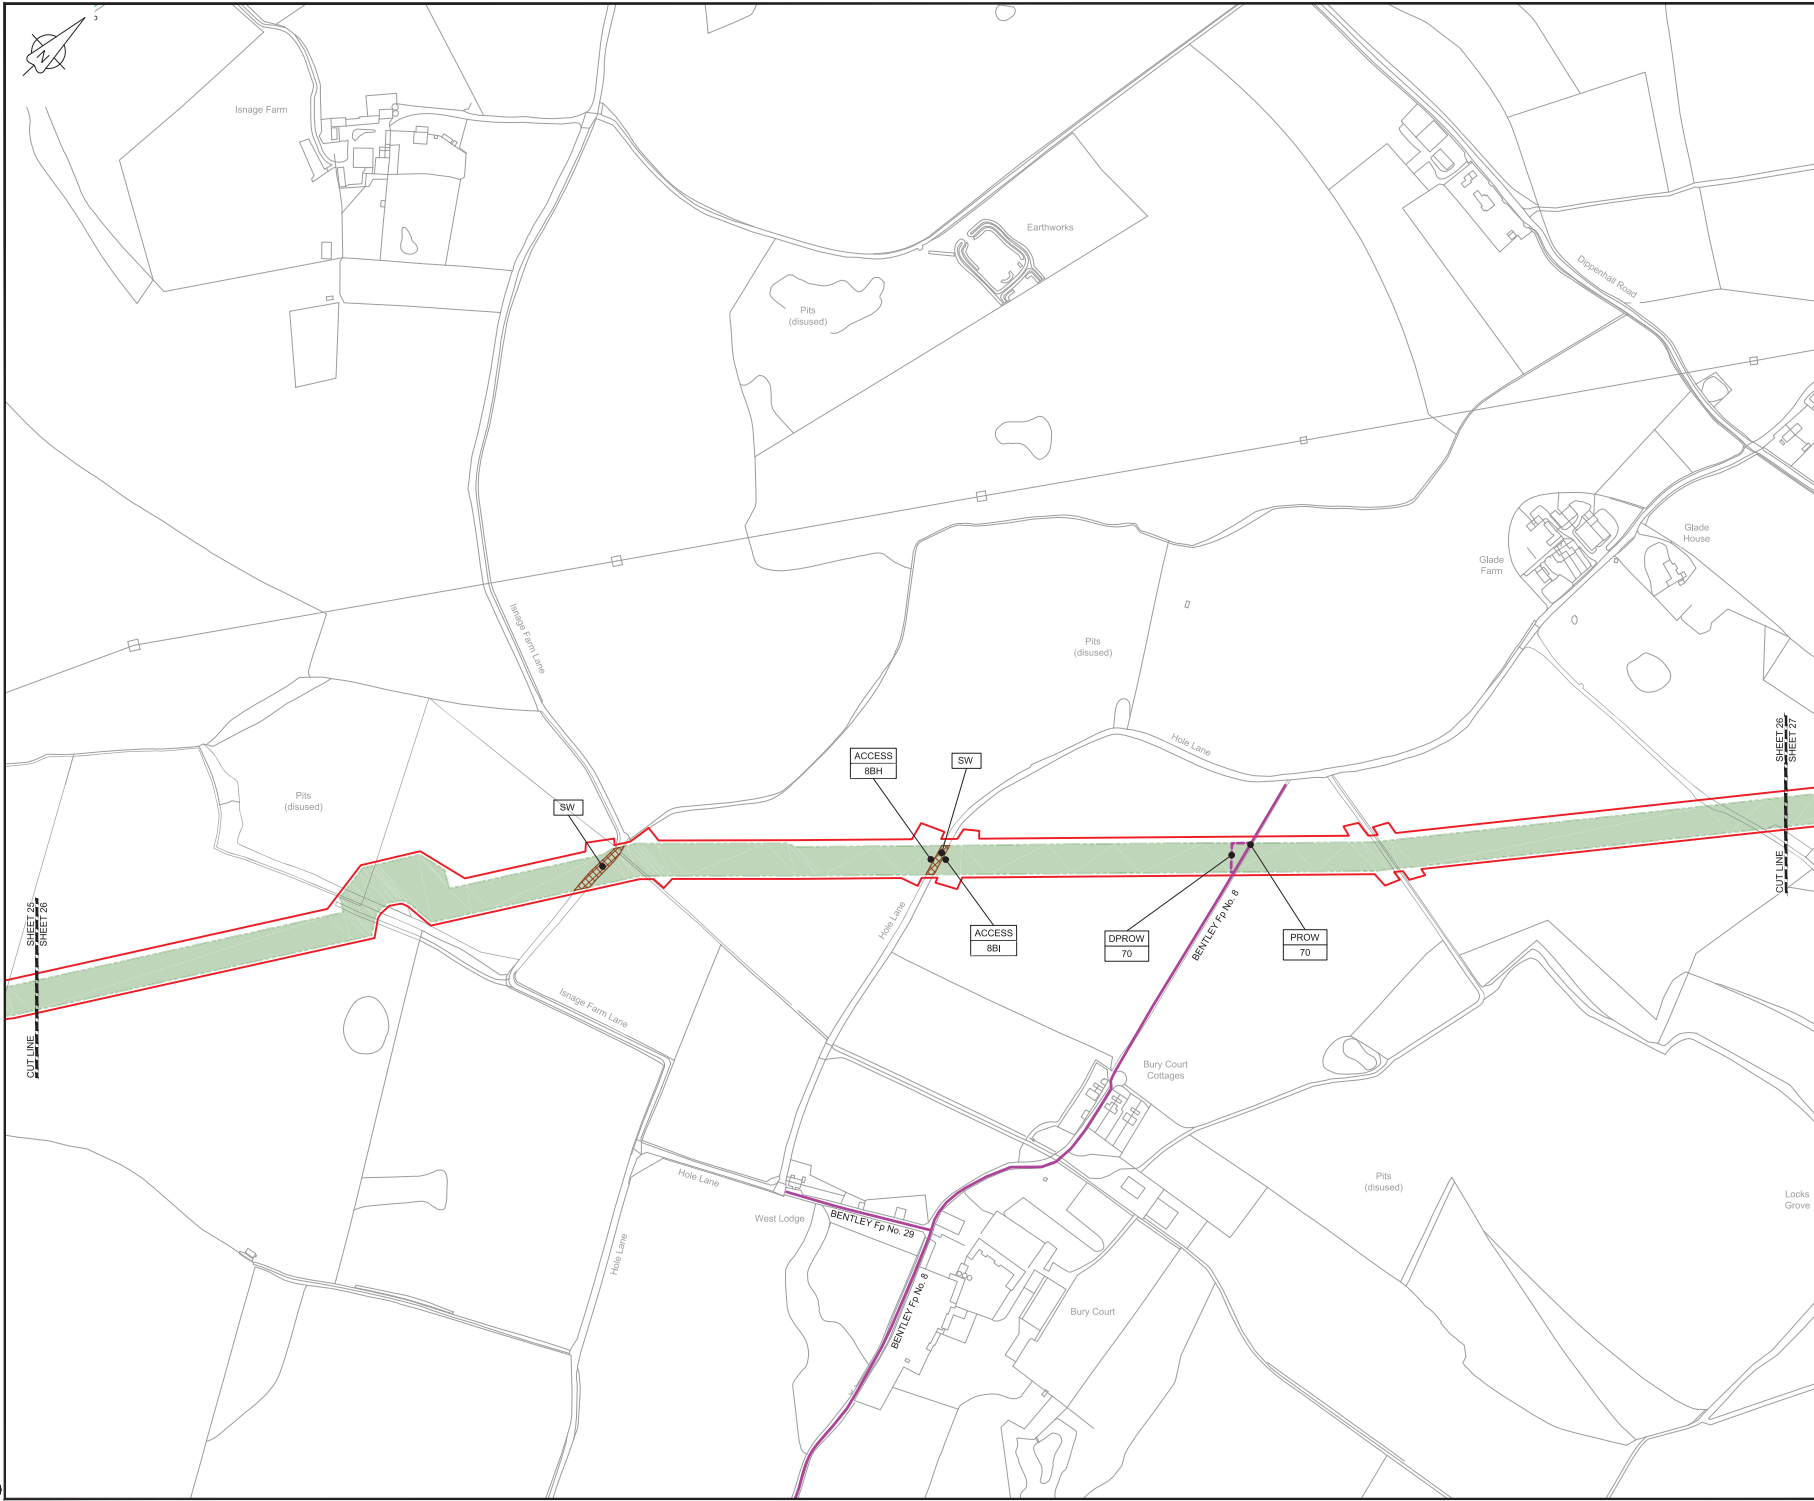 N
Isnage Farm
Earthworks
Dippenhall Road
Pits
(disused)
Glade
House
Glade
Farm
Isnage Farm Lane
Pits
(disused)
Hole Lane
SHEET 26
SHEET 27
CUT LINE
ACCESS
8BH
SW
Pits
(disused)
SW
SHEET 25
SHEET 26
CUT LINE
Hole Lane
ACCESS
8BI
DPROW
70
BENTLEY Fp No. 8
PROW
70
Isnage Farm Lane
Bury Court
Cottages
Hole Lane
West Lodge
BENTLEY Fp No. 29
Pits
(disused)
Locks
Grove
Hole Lane
BENTLEY Fp No. 8
Bury Court